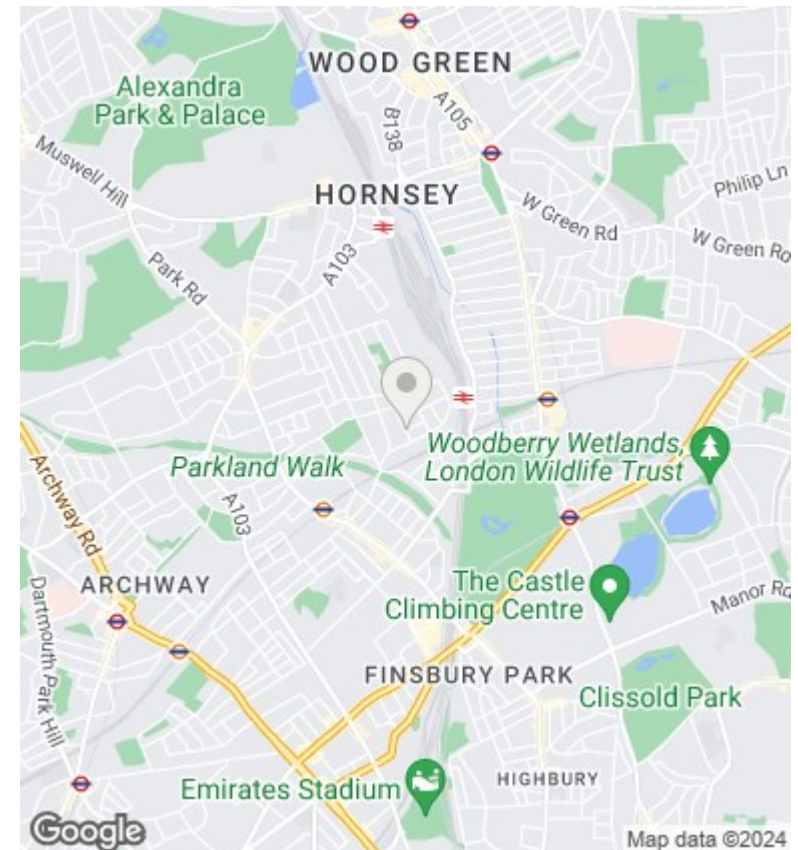 WOOD GREEN
Alexandra
Park & Palace
B138
A105
Muswell Hill
HORNSEY
Philip Ln
W Green Rd
W Green Rd
A103
Park Rd
Woodberry Wetlands,
London Wildlife Trust
Parkland Walk
A103
Archway Rd
ARCHWAY
The Castle
Climbing Centre
Manor Rd
Dartmouth Park Hill
FINSBURY PARK
Clissold Park
Emirates Stadium
HIGHBURY
Google
Map data ©2024